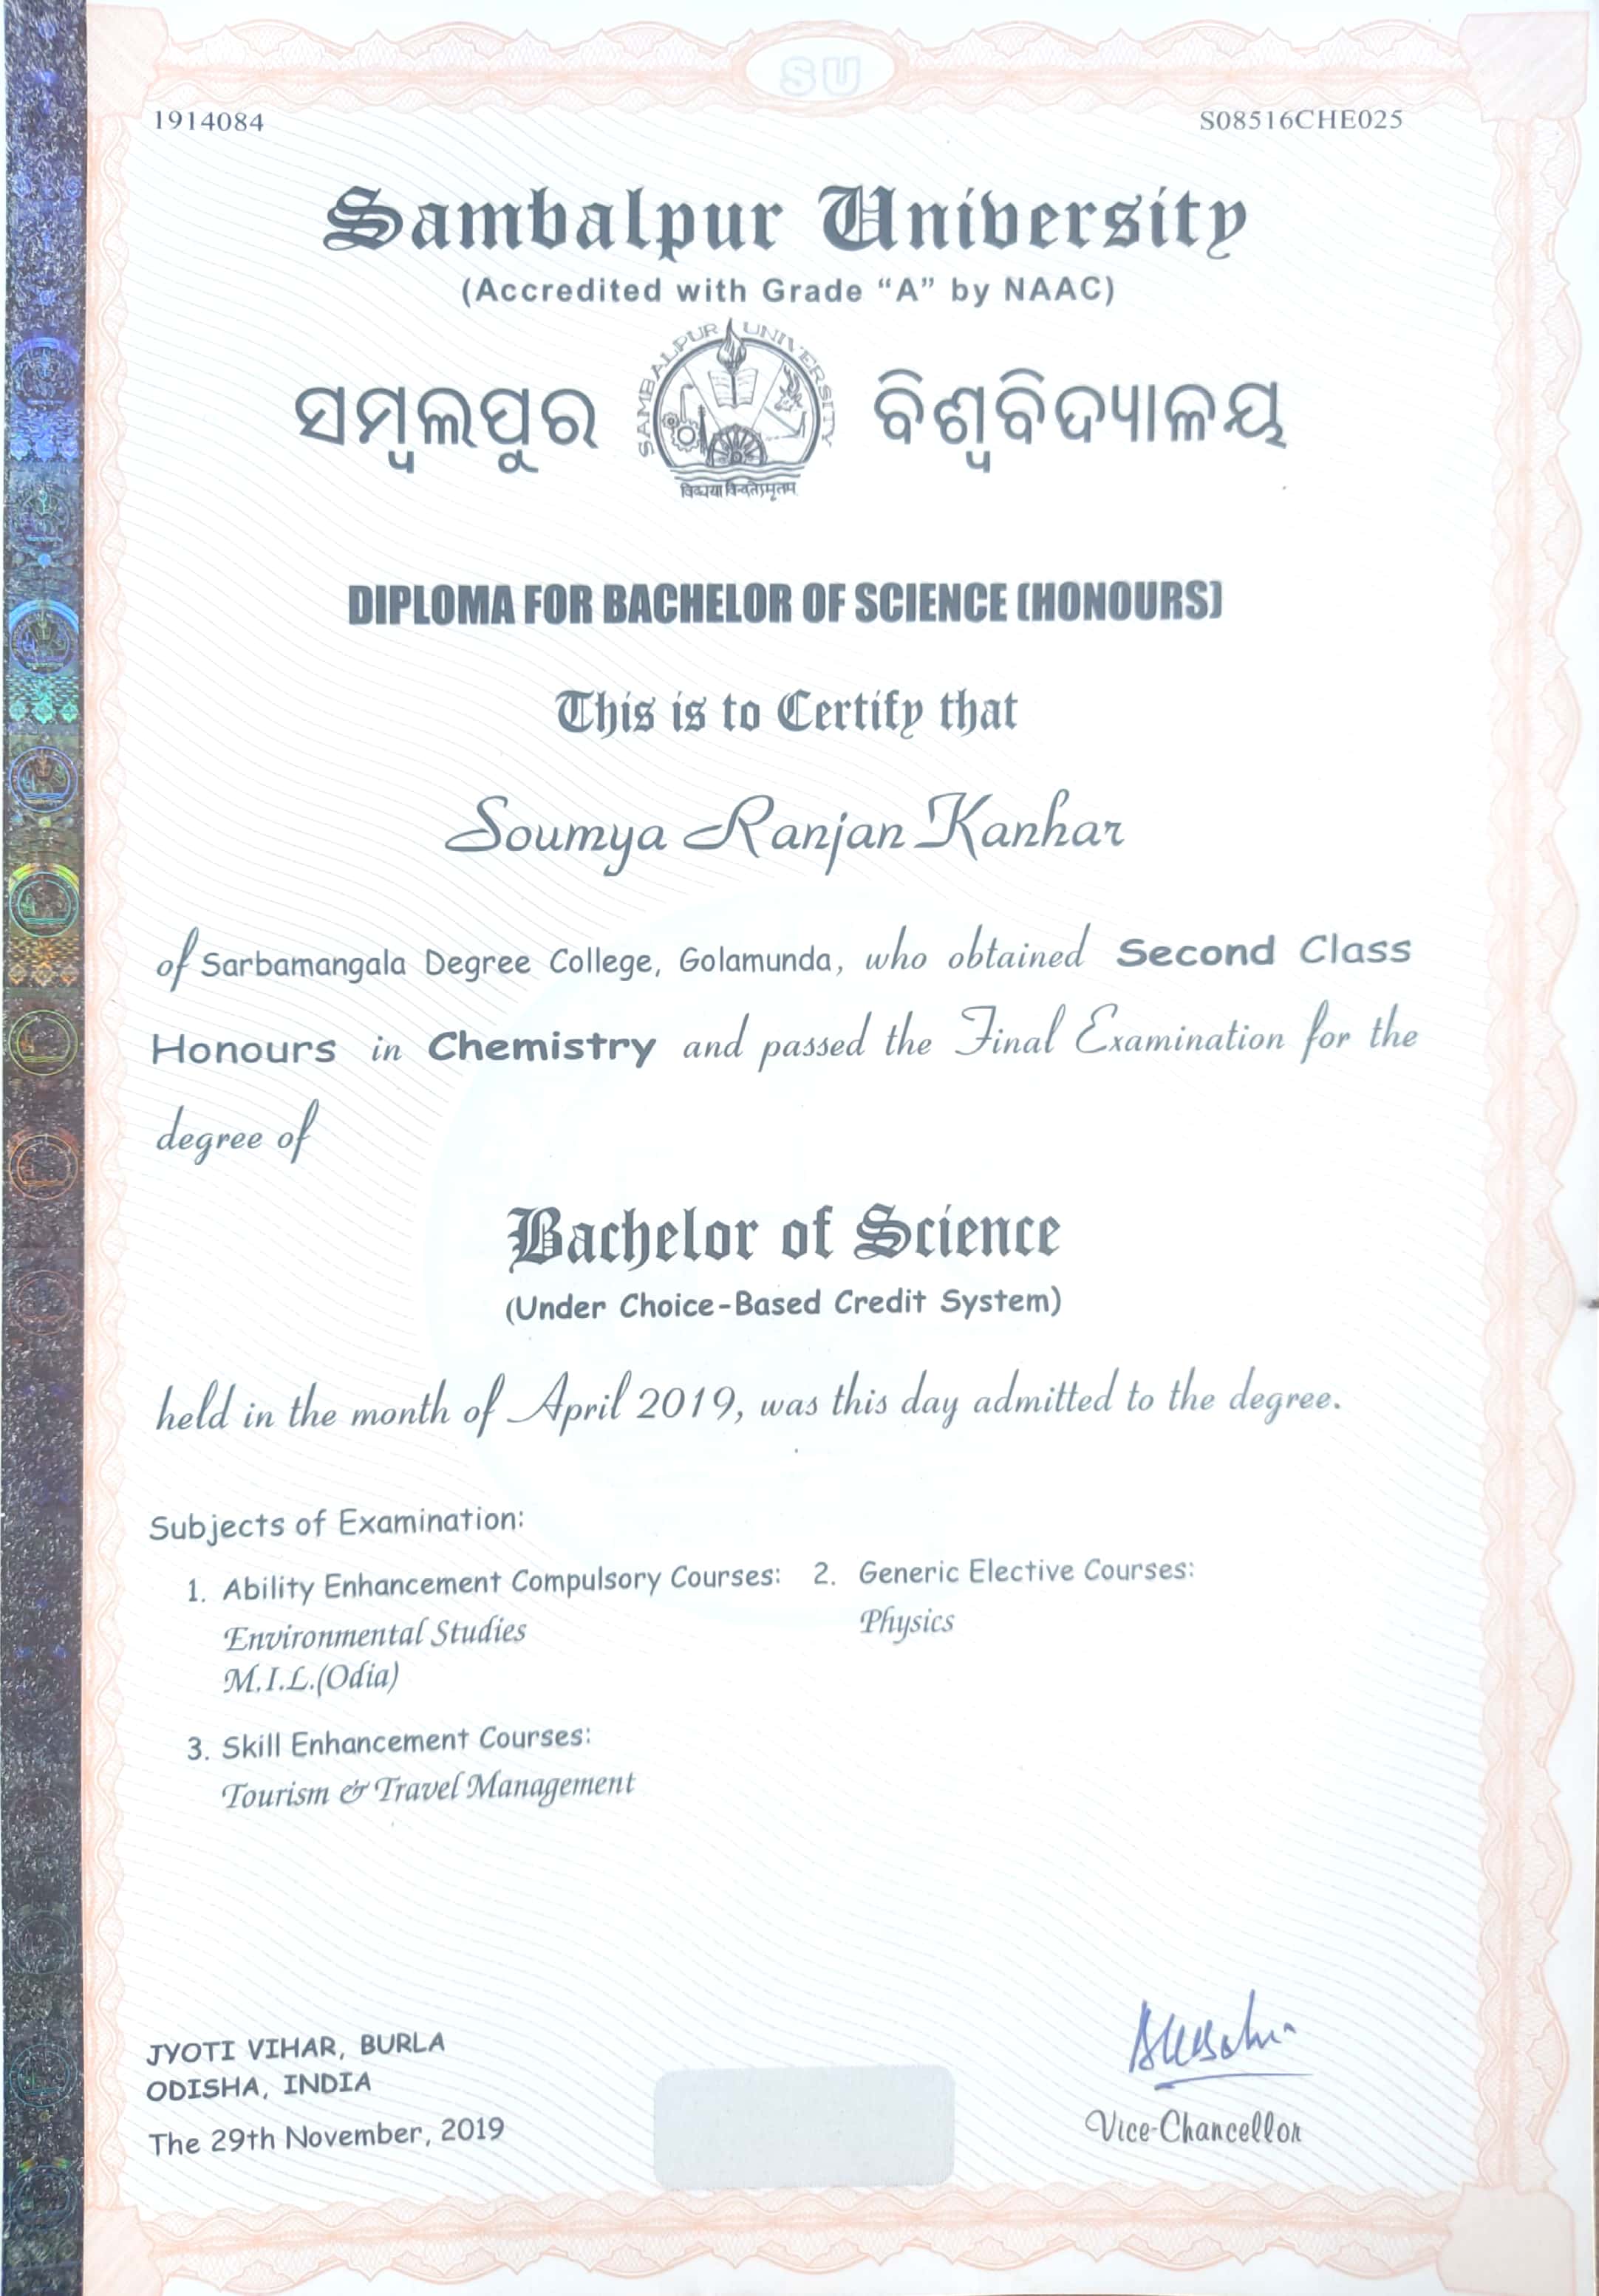 SU
1914084 S08516CHE025
Sambalpur University
(Accredited with Grade “A” by NAAC)
SAMBALPUR UNIVERSITY
ସମ୍ବଲପୁର ବିଶ୍ୱବିଦ୍ୟାଳୟ
DIPLOMA FOR BACHELOR OF SCIENCE (HONOURS)
This is to Certify that
Soumya Ranjan Kanhar
of Sarbamangala Degree College, Golamunda, who obtained Second Class
Honours in Chemistry and passed the Final Examination for the
degree of
Bachelor of Science
(Under Choice-Based Credit System)
held in the month of April 2019, was this day admitted to the degree.
Subjects of Examination:
1. Ability Enhancement Compulsory Courses: 2. Generic Elective Courses:
Environmental Studies Physics
M.I.L.(Odia)
3. Skill Enhancement Courses:
Tourism & Travel Management
JYOTI VIHAR, BURLA
ODISHA, INDIA
The 29th November, 2019
Vice-Chancellor